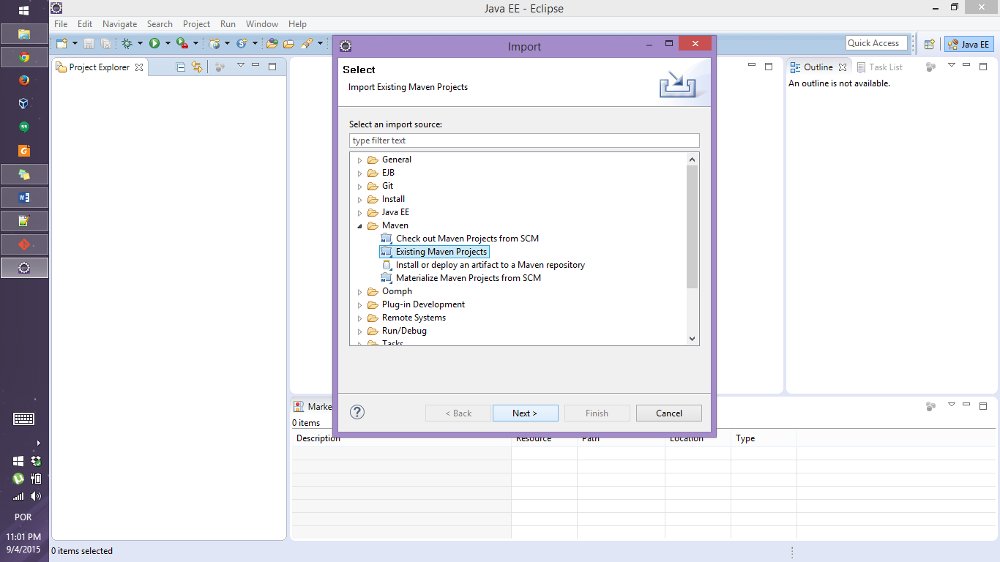 Java EE - Eclipse
File Edit Navigate Search Project Run Window Help
Quick Access
Java EE
Project Explorer
Import
Select
Import Existing Maven Projects
Select an import source:
type filter text
General
EJB
Git
Install
Java EE
Maven
Check out Maven Projects from SCM
Existing Maven Projects
Install or deploy an artifact to a Maven repository
Materialize Maven Projects from SCM
Oomph
Plug-in Development
Remote Systems
Run/Debug
Tasks
< Back Next > Finish Cancel
Outline Task List
An outline is not available.
Marke
0 items
Description Resource Path Location Type
0 items selected
POR
11:01 PM
9/4/2015